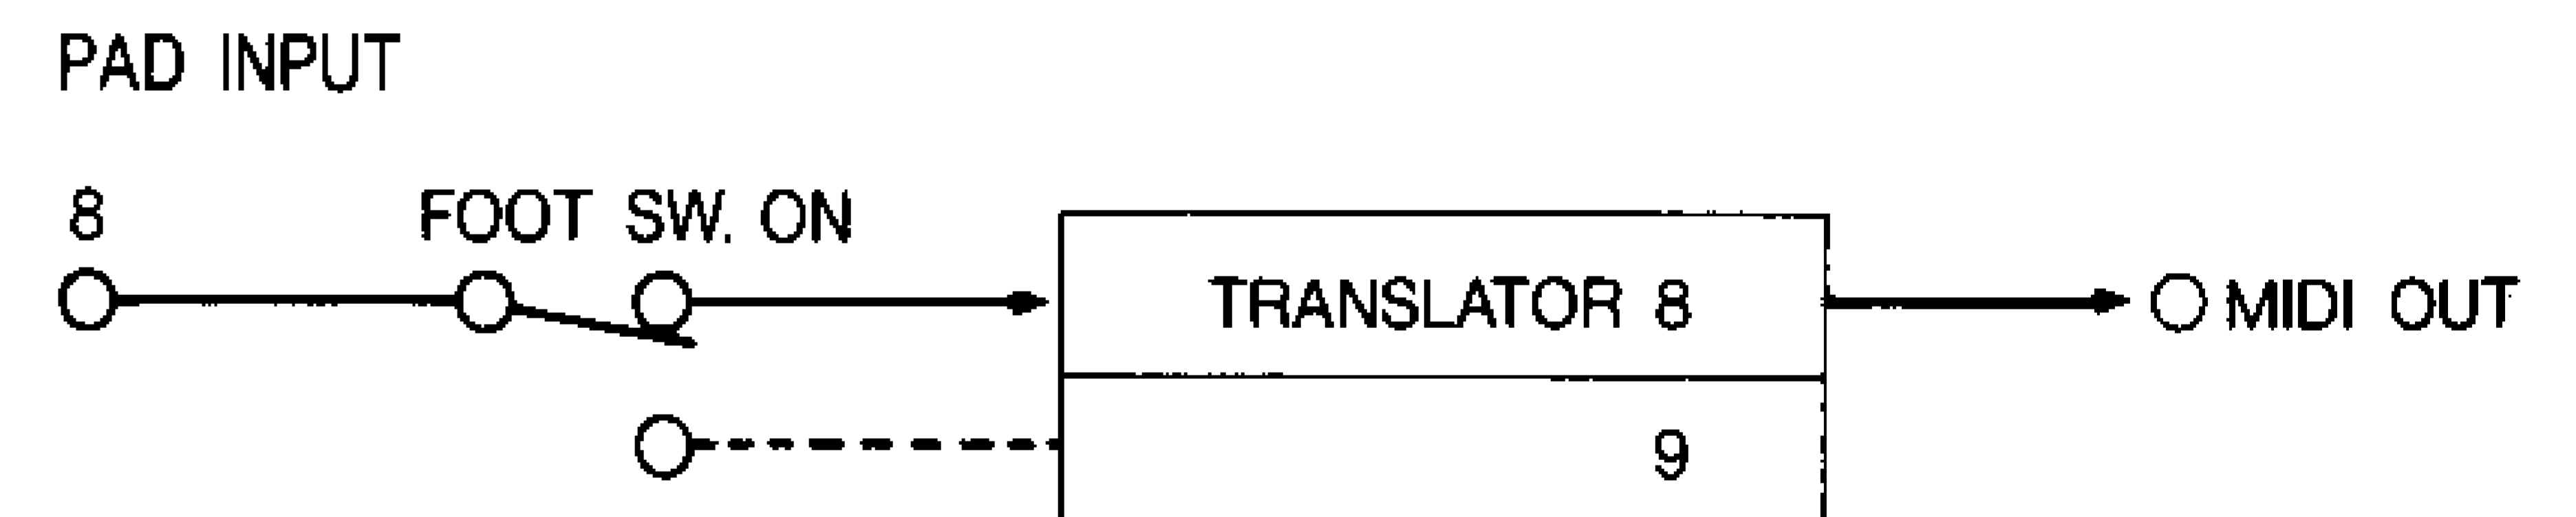 PAD INPUT
8
FOOT SW. ON
TRANSLATOR 8
MIDI OUT
9